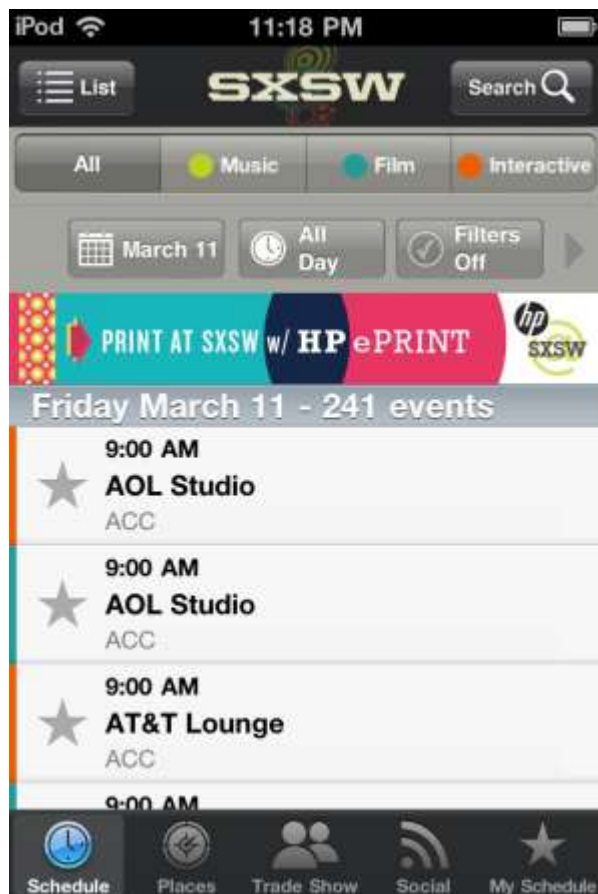 iPod 11:18 PM
List SXSW Search
All Music Film Interactive
March 11 All Day Filters Off
PRINT AT SXSW w/ HP ePRINT hp SXSW
Friday March 11 - 241 events
9:00 AM
AOL Studio
ACC
9:00 AM
AOL Studio
ACC
9:00 AM
AT&T Lounge
ACC
9:00 AM
Schedule Places Trade Show Social My Schedule